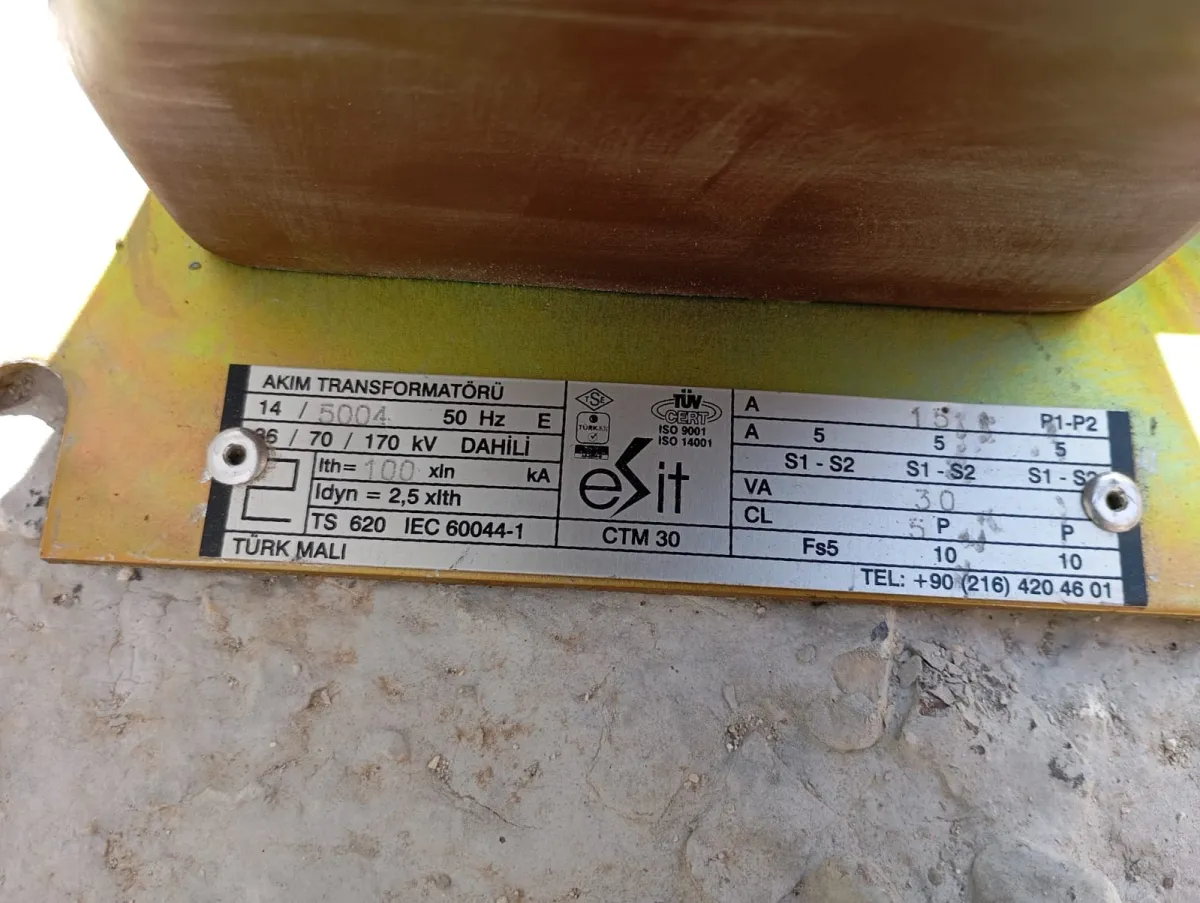 AKIM TRANSFORMATÖRÜ
14 / 5004 50 Hz E
36 / 70 / 170 kV DAHİLİ
Ith= 100 xIn kA
Idyn = 2,5 xIth
TS 620 IEC 60044-1
TÜRK MALI
TSE
TÜV
CERT
ISO 9001
ISO 14001
eSit
CTM 30
A P1-P2
A 5 5 5
S1 - S2 S1 - S2 S1 - S2
VA 30
CL 5 P P
Fs5 10 10
TEL: +90 (216) 420 46 01